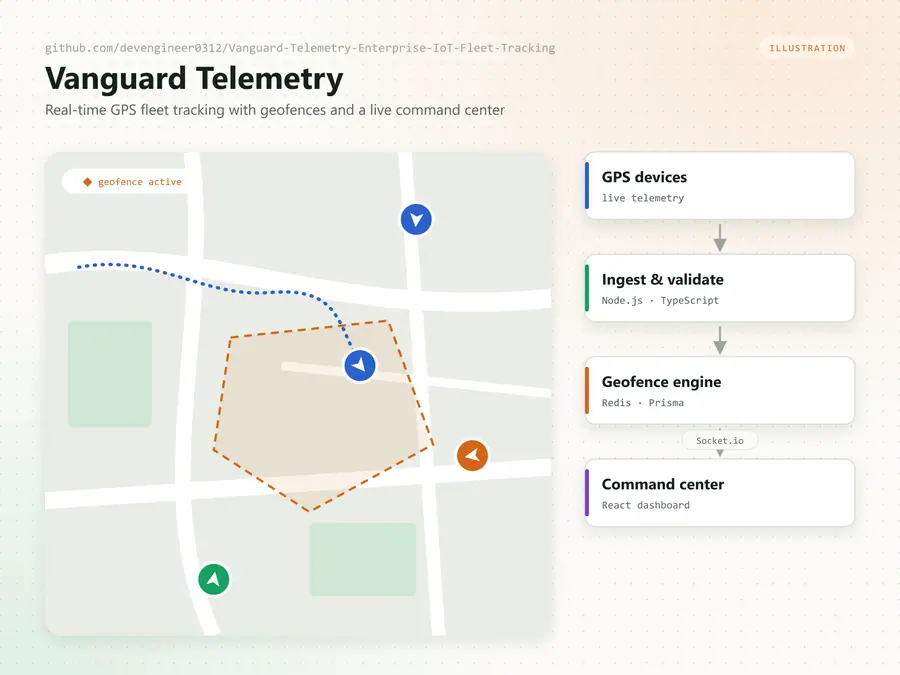 github.com/devengineer0312/Vanguard-Telemetry-Enterprise-IoT-Fleet-Tracking
ILLUSTRATION
Vanguard Telemetry
Real-time GPS fleet tracking with geofences and a live command center
geofence active
GPS devices
live telemetry
Ingest & validate
Node.js · TypeScript
Geofence engine
Redis · Prisma
Socket.io
Command center
React dashboard